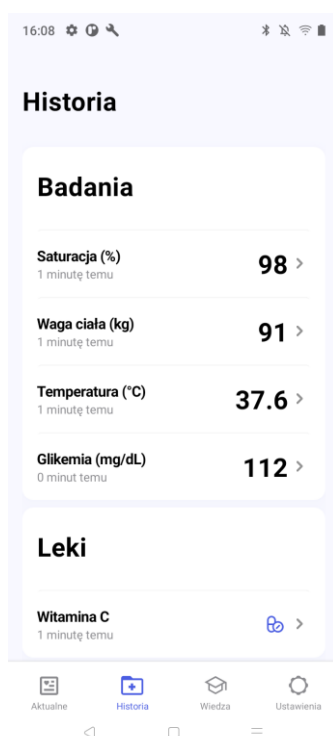 16:08
Historia
Badania
Saturacja (%)
1 minutę temu
98
Waga ciała (kg)
1 minutę temu
91
Temperatura (°C)
1 minutę temu
37.6
Glikemia (mg/dL)
0 minut temu
112
Leki
Witamina C
1 minutę temu
Aktualne
Historia
Wiedza
Ustawienia